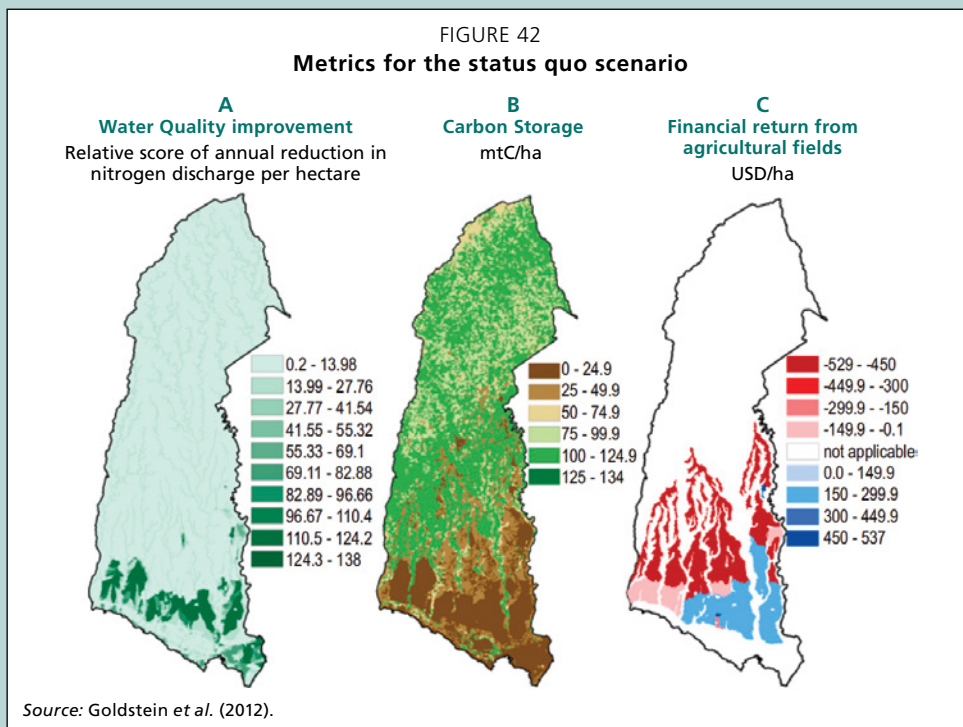 FIGURE 42
Metrics for the status quo scenario
A
Water Quality improvement
Relative score of annual reduction in
nitrogen discharge per hectare
0.2 - 13.98
13.99 - 27.76
27.77 - 41.54
41.55 - 55.32
55.33 - 69.1
69.11 - 82.88
82.89 - 96.66
96.67 - 110.4
110.5 - 124.2
124.3 - 138
B
Carbon Storage
mtC/ha
0 - 24.9
25 - 49.9
50 - 74.9
75 - 99.9
100 - 124.9
125 - 134
C
Financial return from
agricultural fields
USD/ha
-529 - -450
-449.9 - -300
-299.9 - -150
-149.9 - -0.1
not applicable
0.0 - 149.9
150 - 299.9
300 - 449.9
450 - 537
Source: Goldstein et al. (2012).